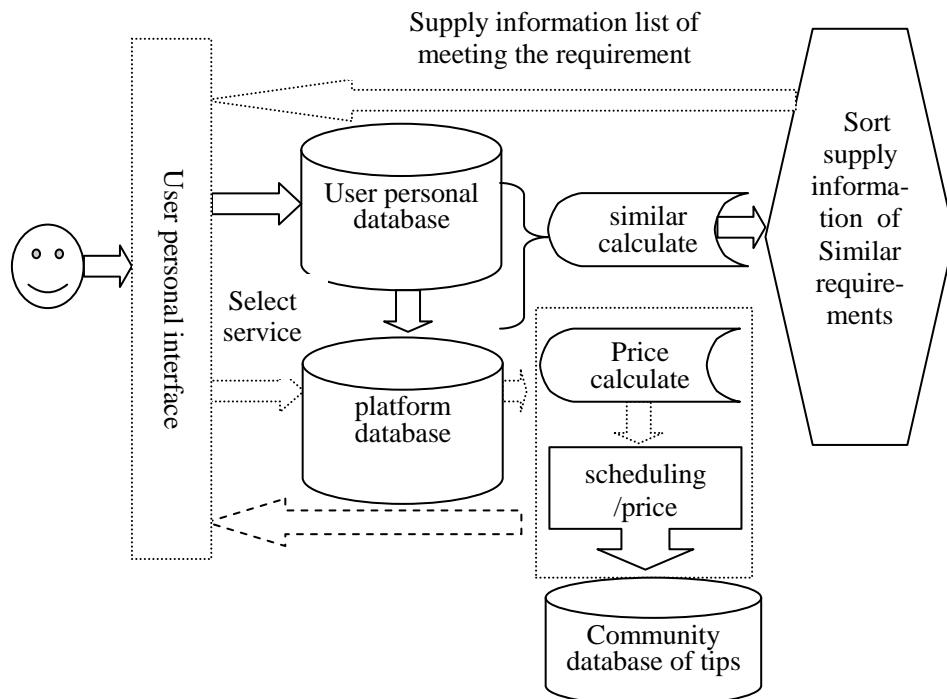 Supply information list of
meeting the requirement
User personal interface
User personal
database
similar
calculate
Sort
supply
informa-
tion of
Similar
require-
ments
Select
service
platform
database
Price
calculate
scheduling
/price
Community
database of tips